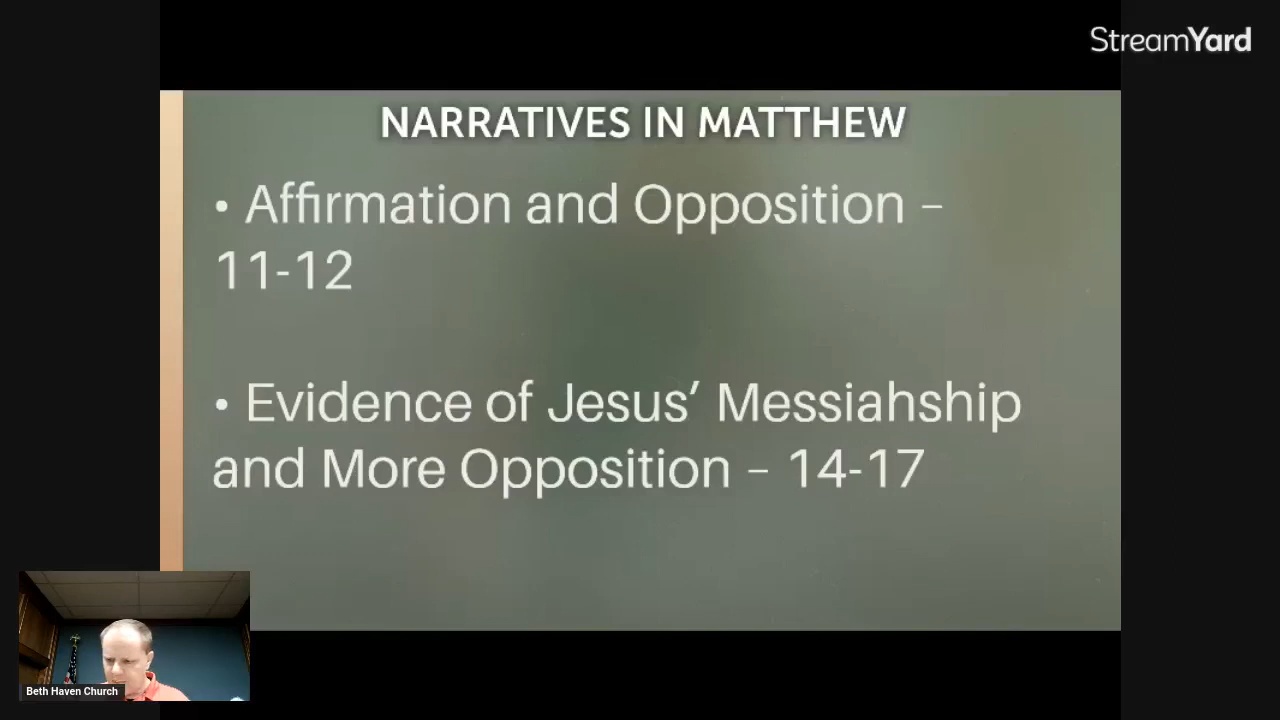 StreamYard
NARRATIVES IN MATTHEW
• Affirmation and Opposition –
11-12
• Evidence of Jesus’ Messiahship
and More Opposition – 14-17
Beth Haven Church